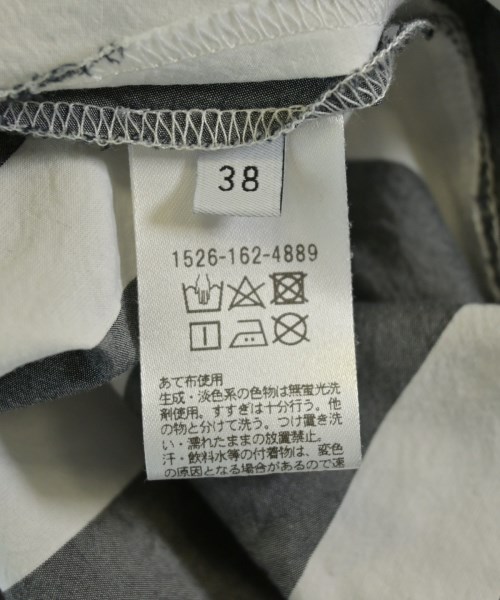 38
1526-162-4889
あて布使用
生成・淡色系の色物は無蛍光洗
剤使用。すすぎは十分行う。他
の物と分けて洗う。つけ置き洗
い・濡れたままの放置禁止。
汗・飲料水等の付着物は、変色
の原因となる場合があるので速